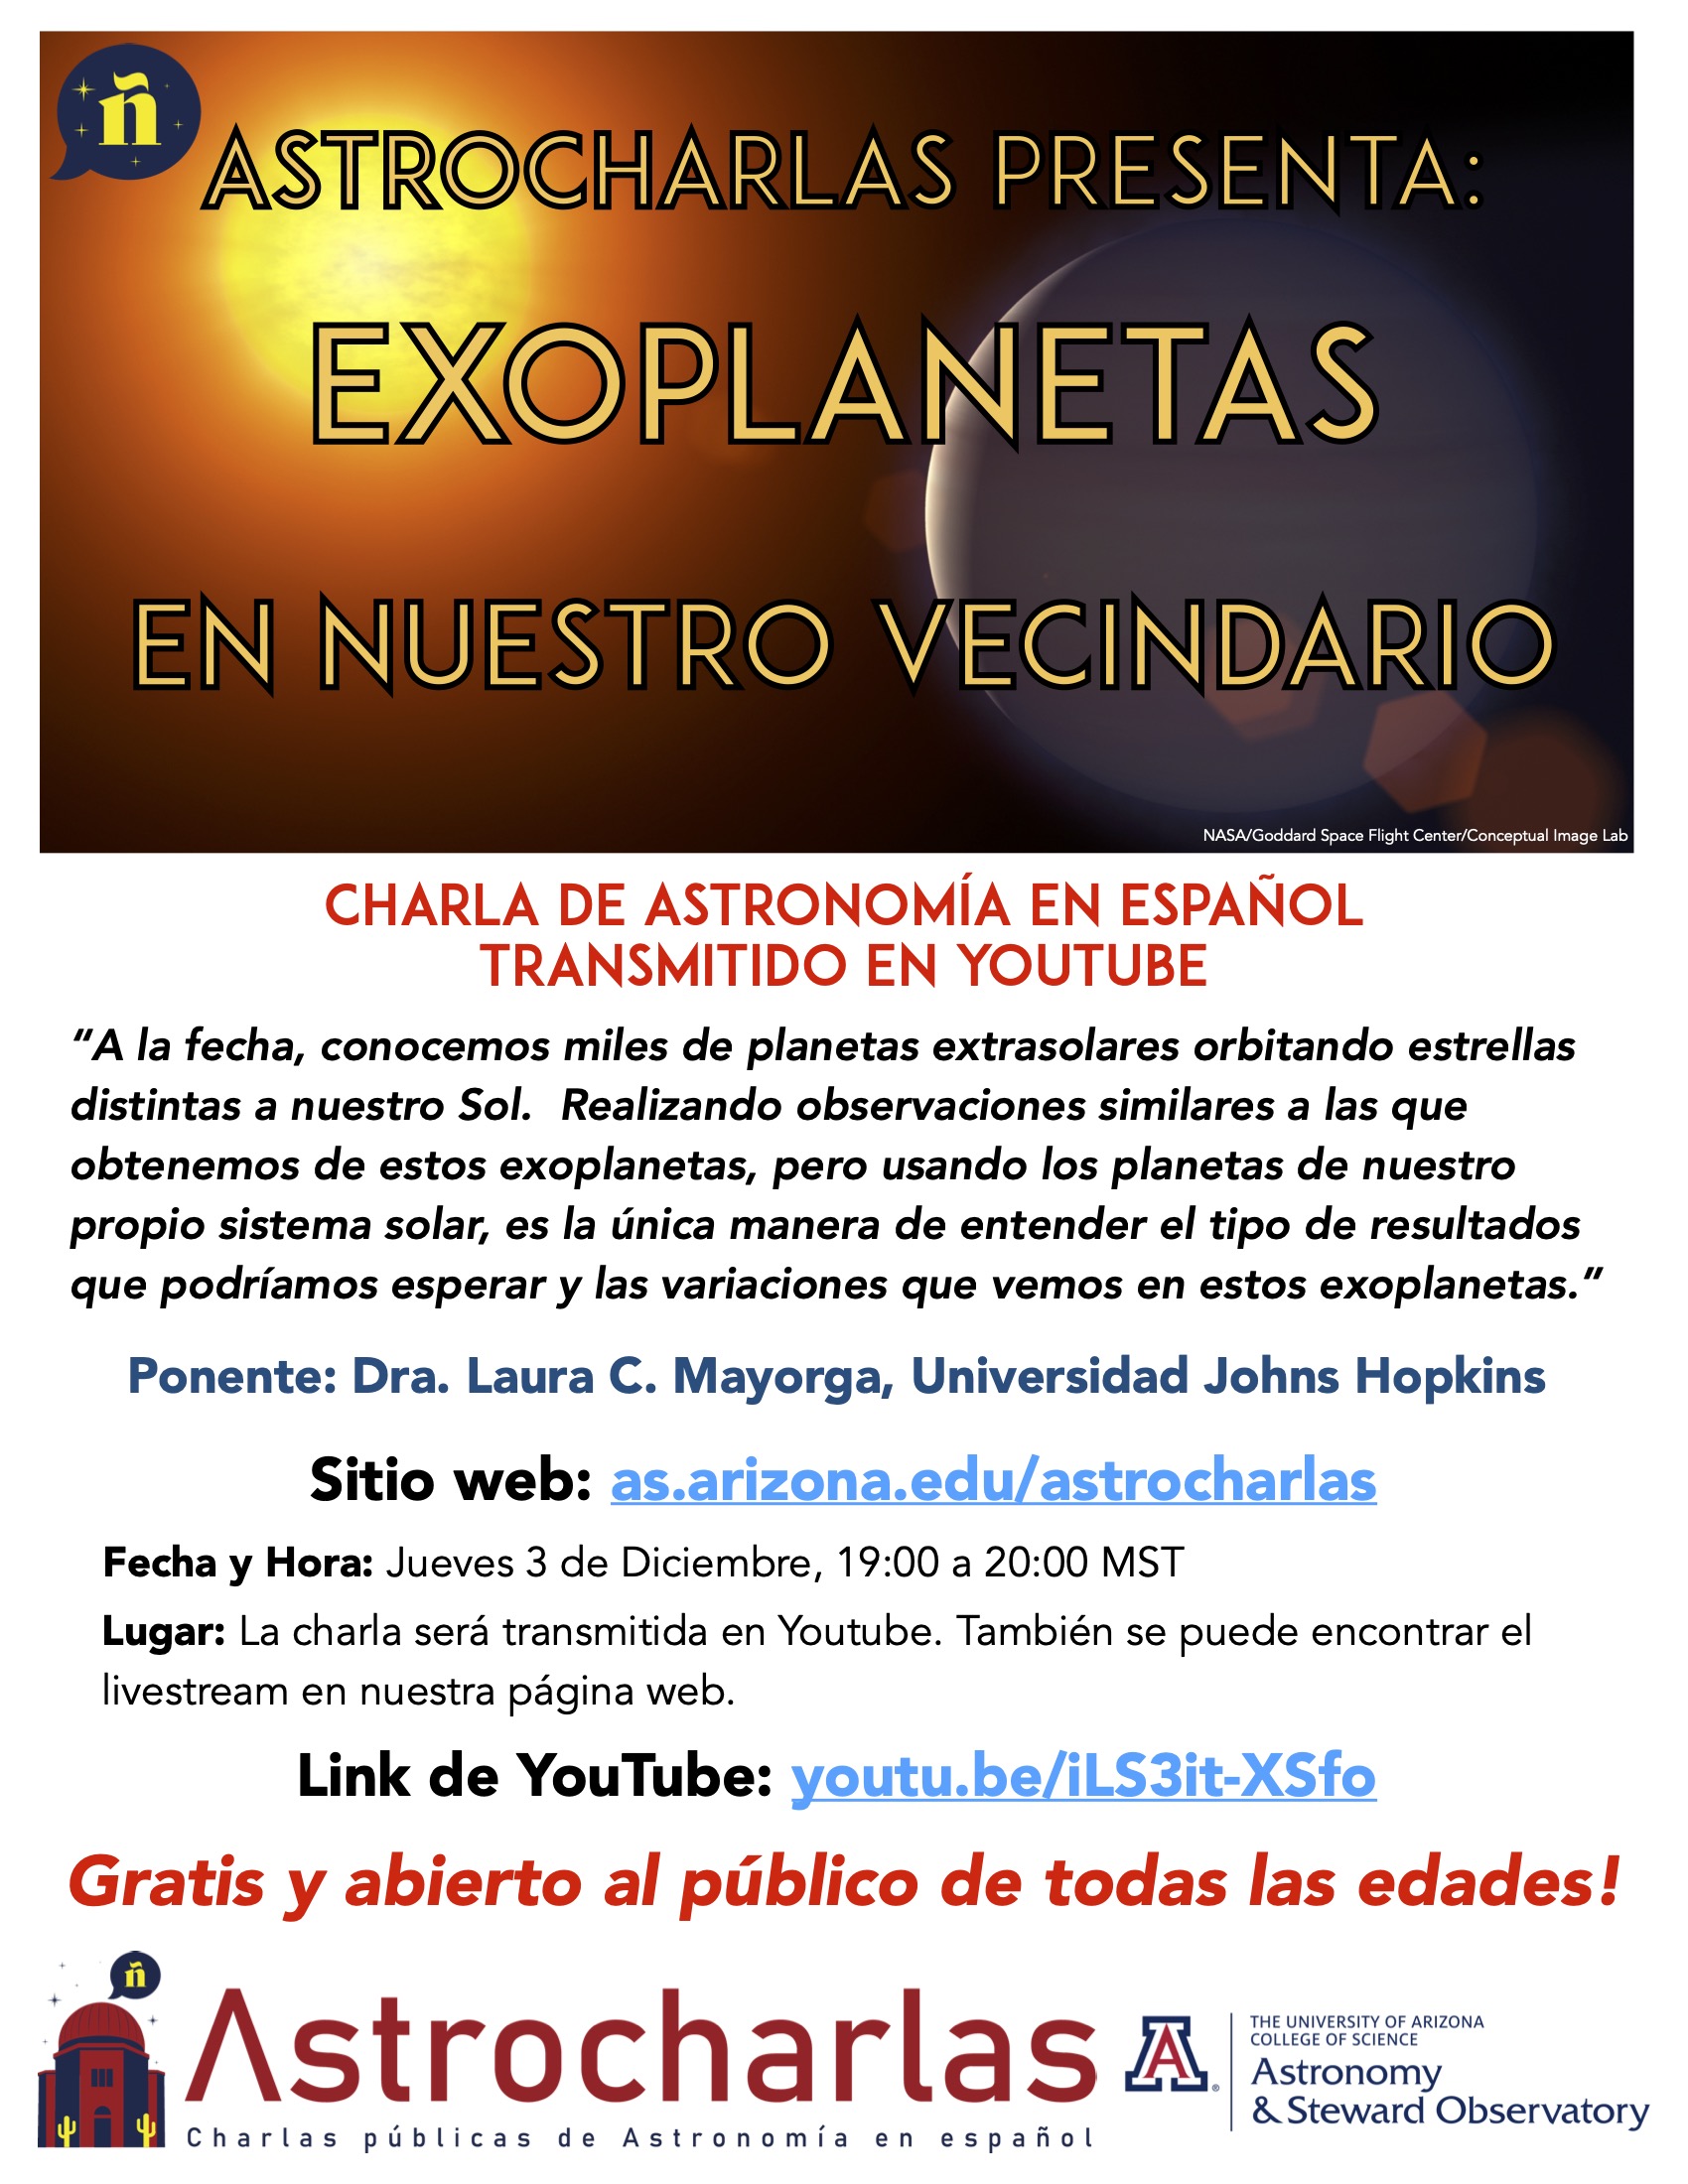 ñ
ASTROCHARLAS PRESENTA:
EXOPLANETAS
EN NUESTRO VECINDARIO
NASA/Goddard Space Flight Center/Conceptual Image Lab
CHARLA DE ASTRONOMÍA EN ESPAÑOL
TRANSMITIDO EN YOUTUBE
“A la fecha, conocemos miles de planetas extrasolares orbitando estrellas
distintas a nuestro Sol.  Realizando observaciones similares a las que
obtenemos de estos exoplanetas, pero usando los planetas de nuestro
propio sistema solar, es la única manera de entender el tipo de resultados
que podríamos esperar y las variaciones que vemos en estos exoplanetas.”
Ponente: Dra. Laura C. Mayorga, Universidad Johns Hopkins
Sitio web: as.arizona.edu/astrocharlas
Fecha y Hora: Jueves 3 de Diciembre, 19:00 a 20:00 MST
Lugar: La charla será transmitida en Youtube. También se puede encontrar el
livestream en nuestra página web.
Link de YouTube: youtu.be/iLS3it-XSfo
Gratis y abierto al público de todas las edades!
ñ
Astrocharlas
Charlas públicas de Astronomía en español
A
®
THE UNIVERSITY OF ARIZONA
COLLEGE OF SCIENCE
Astronomy
& Steward Observatory